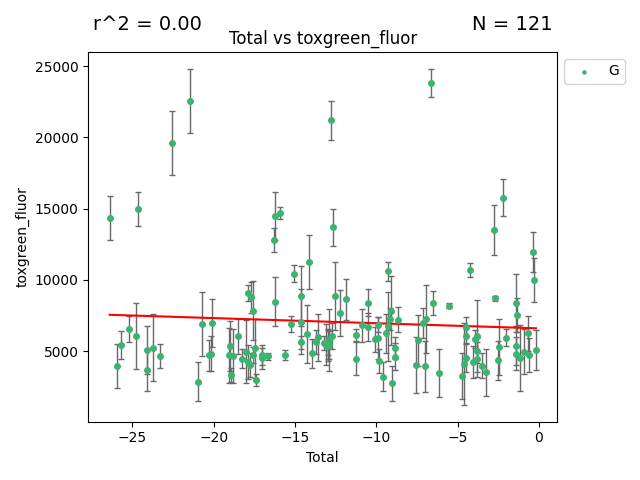 r^2 = 0.00
N = 121
Total vs toxgreen_fluor
G
25000
20000
15000
10000
5000
toxgreen_fluor
−25
−20
−15
−10
−5
0
Total